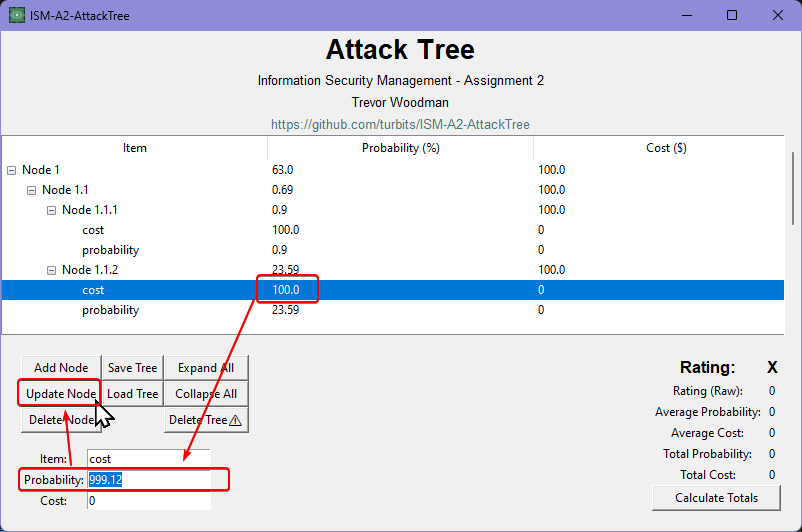 ISM-A2-AttackTree
Attack Tree
Information Security Management - Assignment 2
Trevor Woodman
https://github.com/turbits/ISM-A2-AttackTree
Item Probability (%) Cost ($)
Node 1 63.0 100.0
Node 1.1 0.69 100.0
Node 1.1.1 0.9 100.0
cost 100.0 0
probability 0.9 0
Node 1.1.2 23.59 100.0
cost 100.0 0
probability 23.59 0
Add Node Save Tree Expand All
Update Node Load Tree Collapse All
Delete Node Delete Tree⚠
Item: cost
Probability: 999.12
Cost: 0
Rating: X
Rating (Raw): 0
Average Probability: 0
Average Cost: 0
Total Probability: 0
Total Cost: 0
Calculate Totals